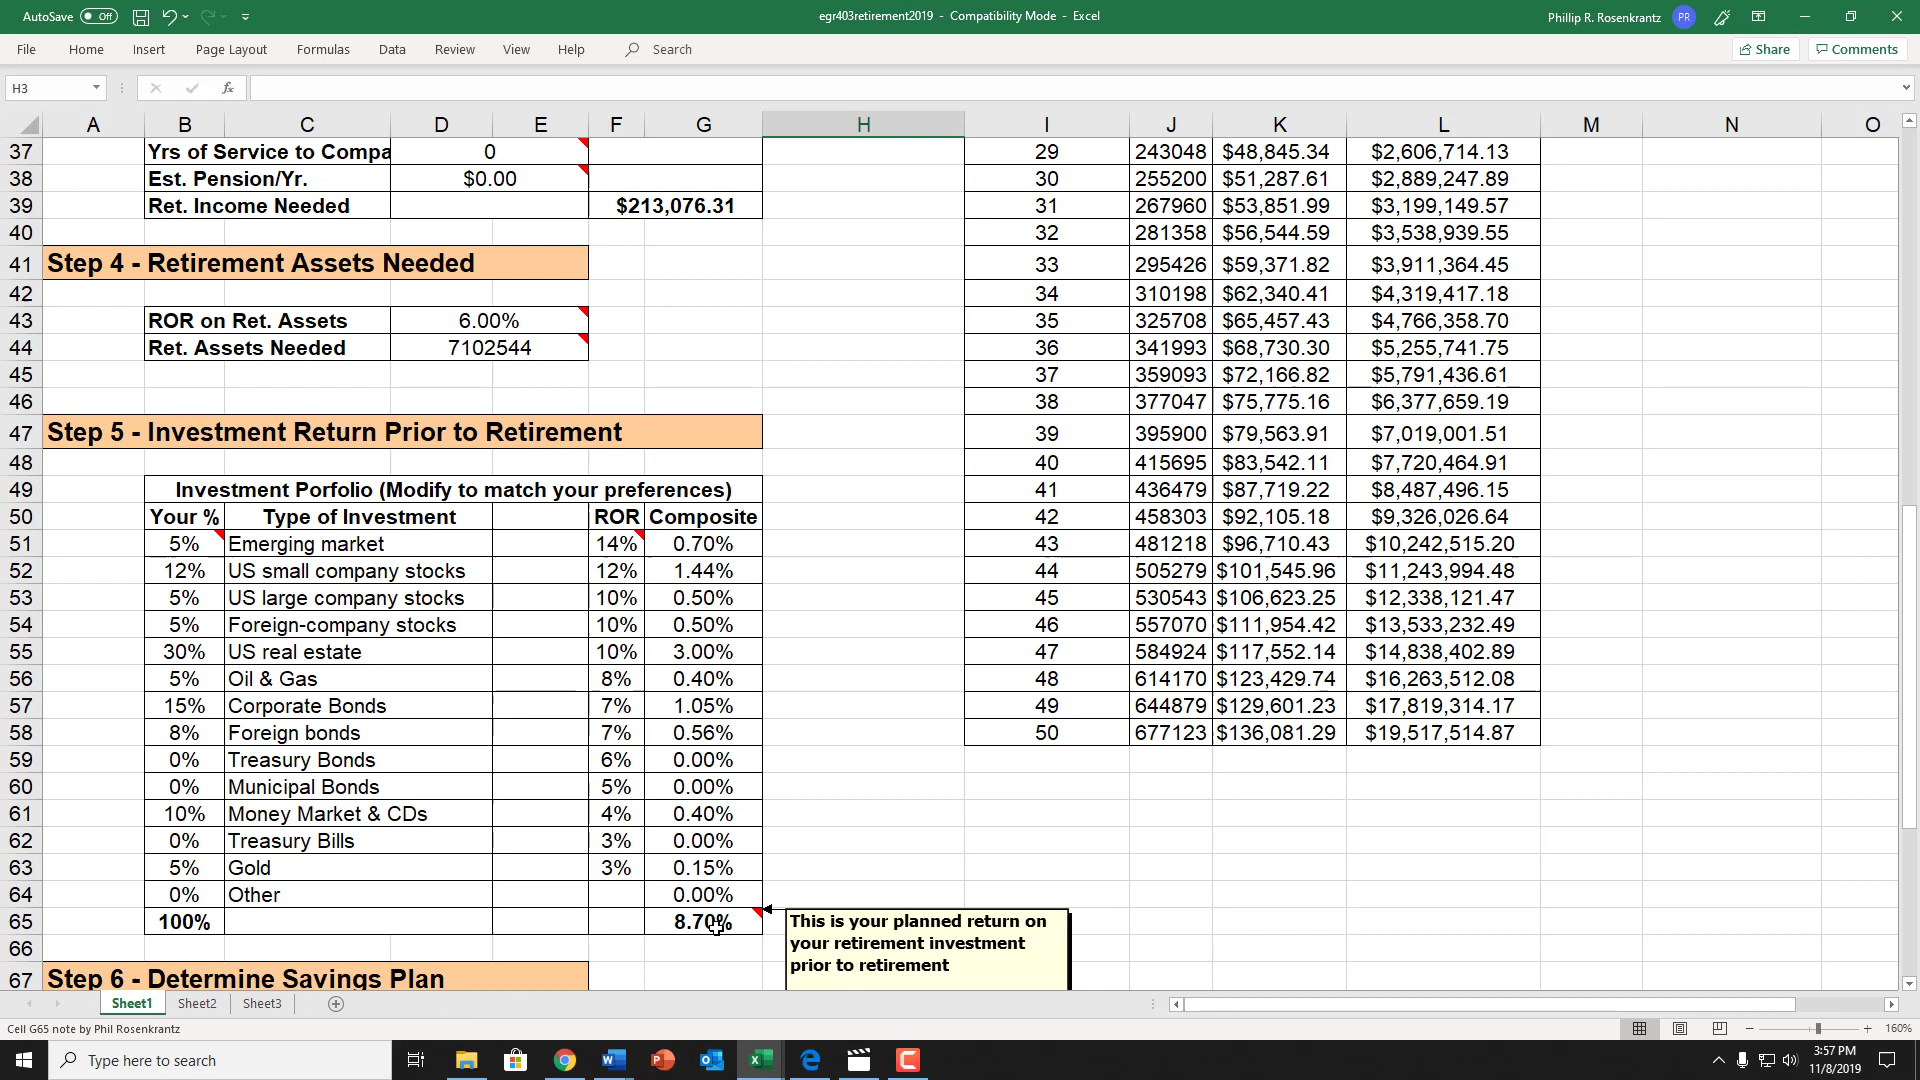 AutoSave Off
egr403retirement2019 - Compatibility Mode - Excel
Phillip R. Rosenkrantz PR
File Home Insert Page Layout Formulas Data Review View Help Search Share Comments
H3 fx
A B C D E F G H I J K L M N O
37 Yrs of Service to Compa 0 29 243048 $48,845.34 $2,606,714.13
38 Est. Pension/Yr. $0.00 30 255200 $51,287.61 $2,889,247.89
39 Ret. Income Needed $213,076.31 31 267960 $53,851.99 $3,199,149.57
40 32 281358 $56,544.59 $3,538,939.55
41 Step 4 - Retirement Assets Needed 33 295426 $59,371.82 $3,911,364.45
42 34 310198 $62,340.41 $4,319,417.18
43 ROR on Ret. Assets 6.00% 35 325708 $65,457.43 $4,766,358.70
44 Ret. Assets Needed 7102544 36 341993 $68,730.30 $5,255,741.75
45 37 359093 $72,166.82 $5,791,436.61
46 38 377047 $75,775.16 $6,377,659.19
47 Step 5 - Investment Return Prior to Retirement 39 395900 $79,563.91 $7,019,001.51
48 40 415695 $83,542.11 $7,720,464.91
49 Investment Porfolio (Modify to match your preferences) 41 436479 $87,719.22 $8,487,496.15
50 Your % Type of Investment ROR Composite 42 458303 $92,105.18 $9,326,026.64
51 5% Emerging market 14% 0.70% 43 481218 $96,710.43 $10,242,515.20
52 12% US small company stocks 12% 1.44% 44 505279 $101,545.96 $11,243,994.48
53 5% US large company stocks 10% 0.50% 45 530543 $106,623.25 $12,338,121.47
54 5% Foreign-company stocks 10% 0.50% 46 557070 $111,954.42 $13,533,232.49
55 30% US real estate 10% 3.00% 47 584924 $117,552.14 $14,838,402.89
56 5% Oil & Gas 8% 0.40% 48 614170 $123,429.74 $16,263,512.08
57 15% Corporate Bonds 7% 1.05% 49 644879 $129,601.23 $17,819,314.17
58 8% Foreign bonds 7% 0.56% 50 677123 $136,081.29 $19,517,514.87
59 0% Treasury Bonds 6% 0.00%
60 0% Municipal Bonds 5% 0.00%
61 10% Money Market & CDs 4% 0.40%
62 0% Treasury Bills 3% 0.00%
63 5% Gold 3% 0.15%
64 0% Other 0.00%
65 100% 8.70% This is your planned return on
your retirement investment
prior to retirement
66
67 Step 6 - Determine Savings Plan
Sheet1 Sheet2 Sheet3
Cell G65 note by Phil Rosenkrantz 160%
Type here to search
3:57 PM
11/8/2019